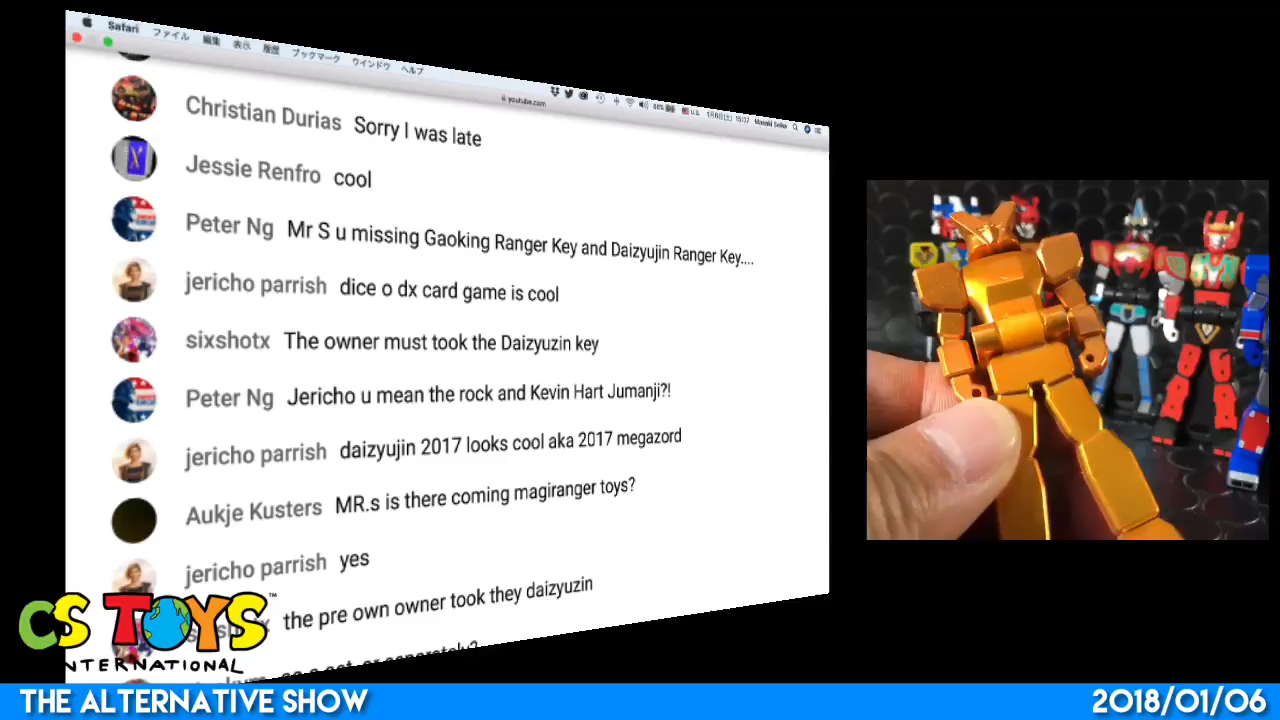 Safari ファイル 編集 表示 履歴 ブックマーク ウインドウ ヘルプ
youtube.com
Christian Durias Sorry I was late
Jessie Renfro cool
Peter Ng Mr S u missing Gaoking Ranger Key and Daizyujin Ranger Key....
jericho parrish dice o dx card game is cool
sixshotx The owner must took the Daizyuzin key
Peter Ng Jericho u mean the rock and Kevin Hart Jumanji?!
jericho parrish daizyujin 2017 looks cool aka 2017 megazord
Aukje Kusters MR.s is there coming magiranger toys?
jericho parrish yes
the pre own owner took they daizyuzin
CS TOYS™
INTERNATIONAL
THE ALTERNATIVE SHOW
2018/01/06